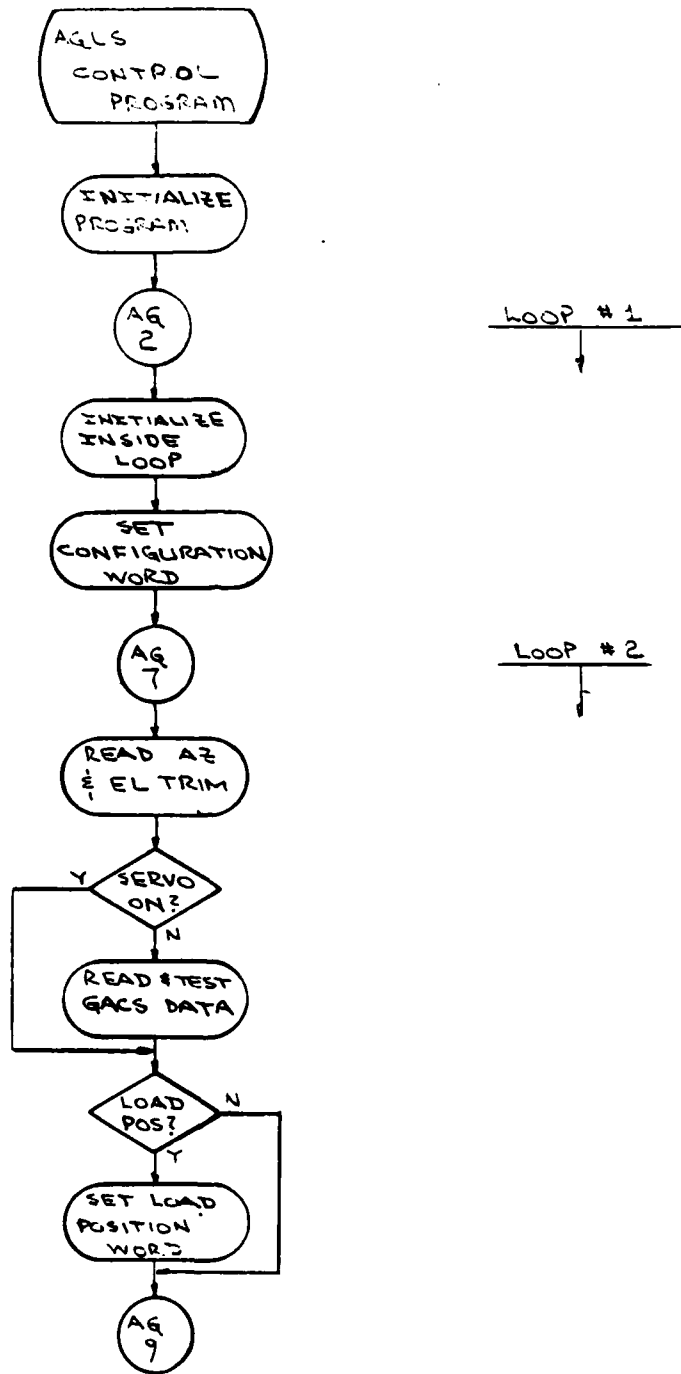 AGLS
CONTROL
PROGRAM
INITIALIZE
PROGRAM
AG
2
LOOP #1
INITIALIZE
INSIDE
LOOP
SET
CONFIGURATION
WORD
AG
7
LOOP #2
READ AZ
& EL TRIM
Y
SERVO
ON?
N
READ & TEST
GACS DATA
LOAD
POS?
N
Y
SET LOAD
POSITION
WORD
AG
9